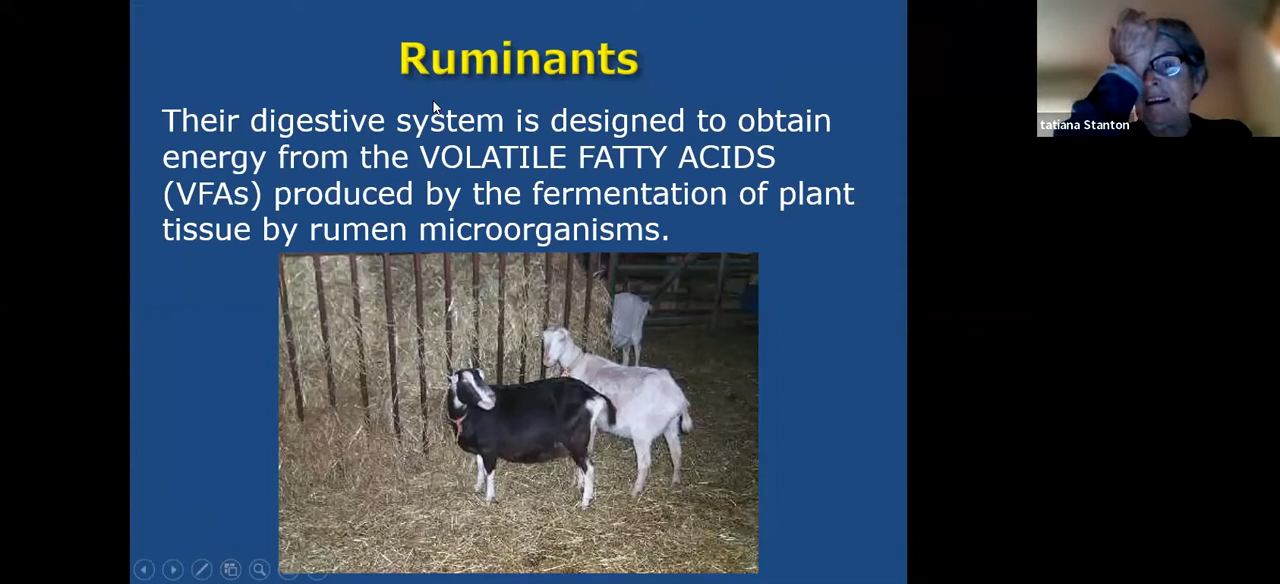 Ruminants
Their digestive system is designed to obtain
energy from the VOLATILE FATTY ACIDS
(VFAs) produced by the fermentation of plant
tissue by rumen microorganisms.
tatiana Stanton